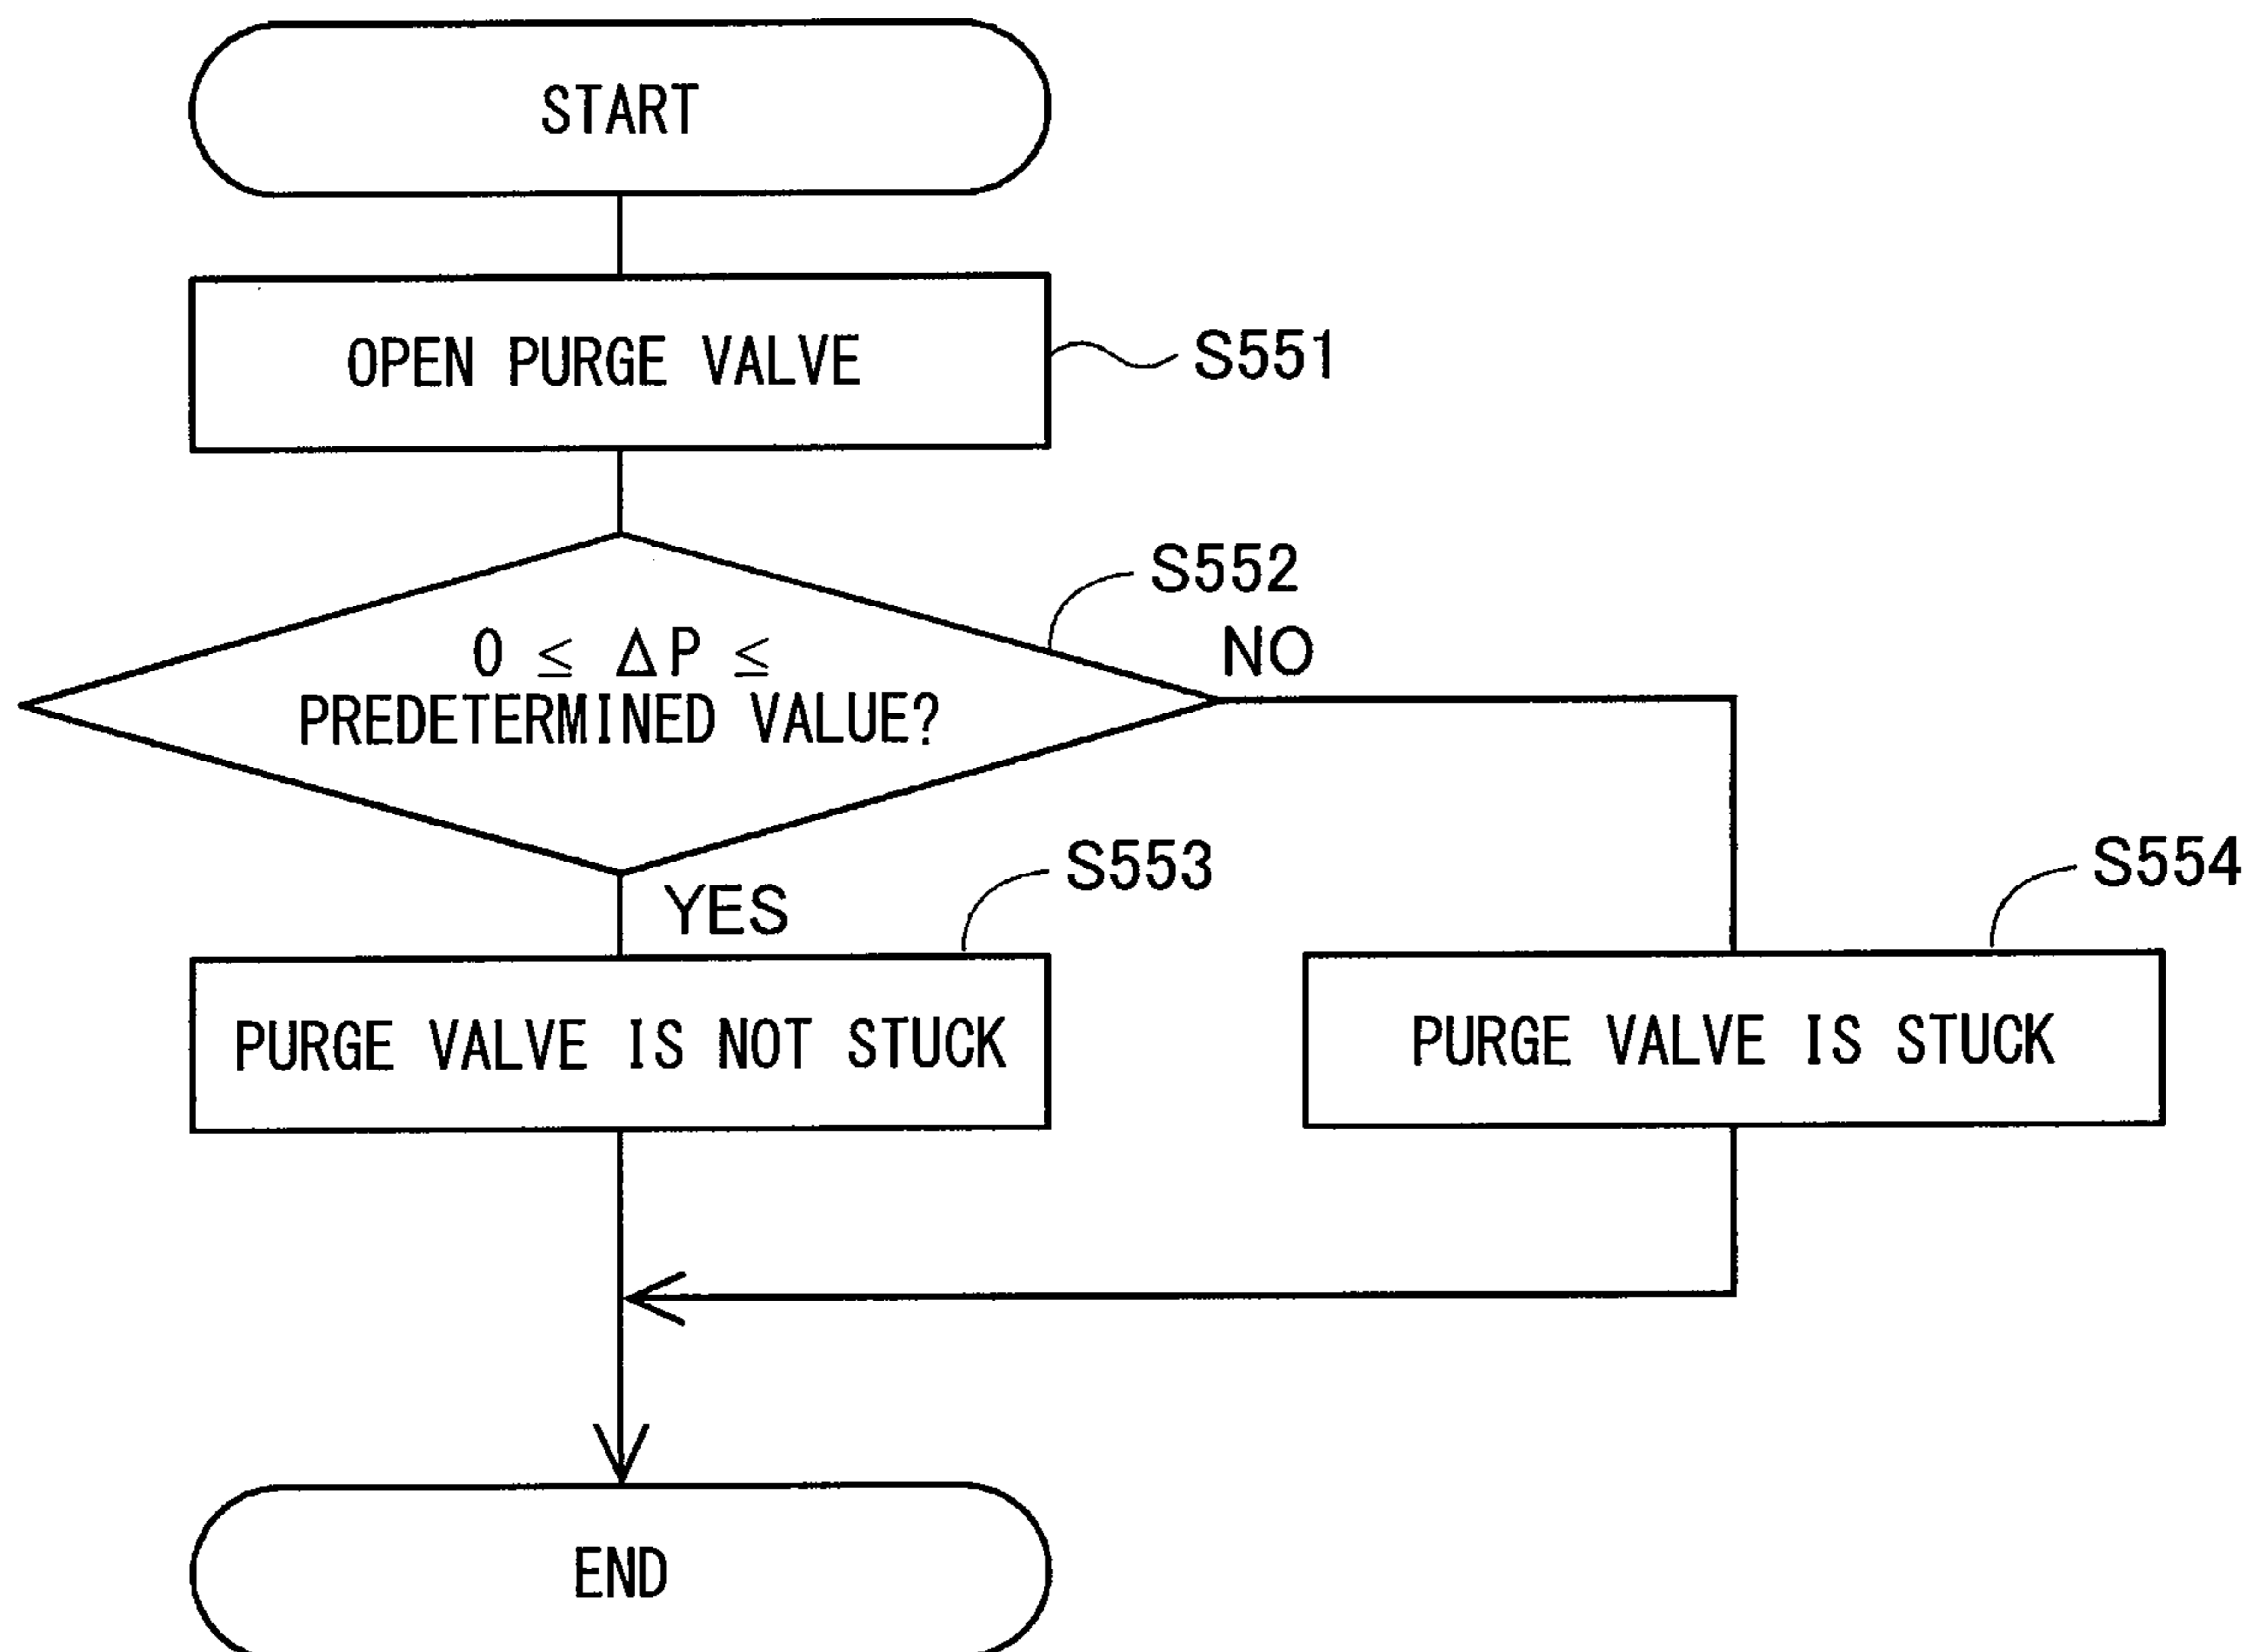 START
OPEN PURGE VALVE
S551
S552
0 ≤ ΔP ≤
PREDETERMINED VALUE?
NO
YES
S553
S554
PURGE VALVE IS NOT STUCK
PURGE VALVE IS STUCK
END